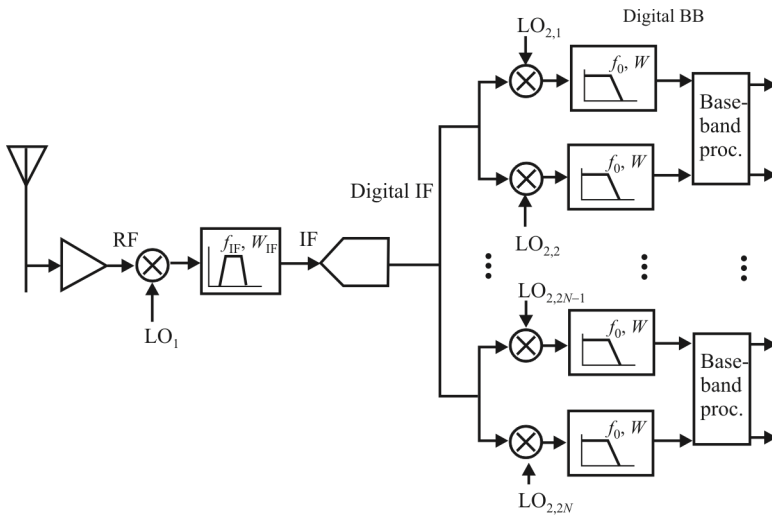 Digital BB
LO2,1
f0, W
Base-
band
proc.
f0, W
Digital IF
LO2,2
RF
fIF, WIF
IF
LO1
LO2,2N–1
f0, W
Base-
band
proc.
f0, W
LO2,2N